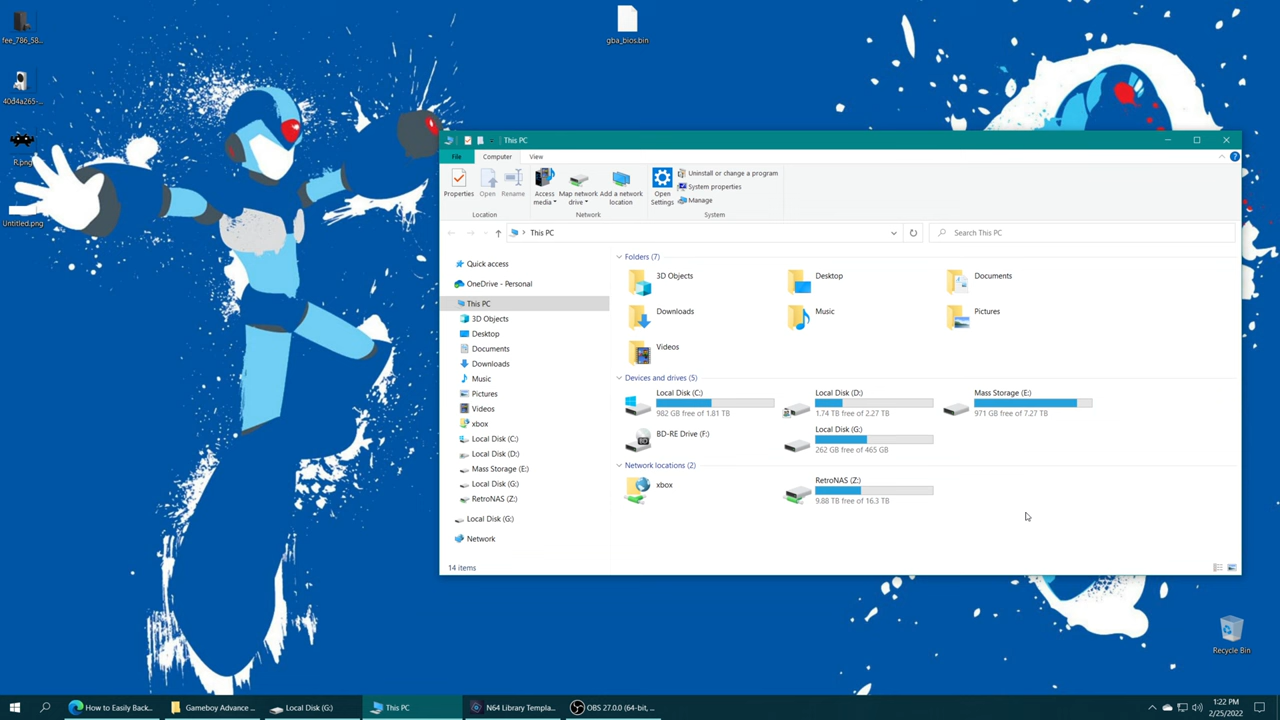 fee_786_58...
gba_bios.bin
40d4a265-...
R.png
Untitled.png
This PC
File
Computer
View
Properties
Open
Rename
Access media
Map network drive
Add a network location
Open Settings
Uninstall or change a program
System properties
Manage
Location
Network
System
This PC
Search This PC
Quick access
OneDrive - Personal
This PC
3D Objects
Desktop
Documents
Downloads
Music
Pictures
Videos
xbox
Local Disk (C:)
Local Disk (D:)
Mass Storage (E:)
Local Disk (G:)
RetroNAS (Z:)
Local Disk (G:)
Network
Folders (7)
3D Objects
Desktop
Documents
Downloads
Music
Pictures
Videos
Devices and drives (5)
Local Disk (C:)
982 GB free of 1.81 TB
Local Disk (D:)
1.74 TB free of 2.27 TB
Mass Storage (E:)
971 GB free of 7.27 TB
BD-RE Drive (F:)
Local Disk (G:)
262 GB free of 465 GB
Network locations (2)
xbox
RetroNAS (Z:)
9.88 TB free of 16.3 TB
14 items
Recycle Bin
How to Easily Back...
Gameboy Advance ...
Local Disk (G:)
This PC
N64 Library Templa...
OBS 27.0.0 (64-bit, ...
1:22 PM
2/25/2022